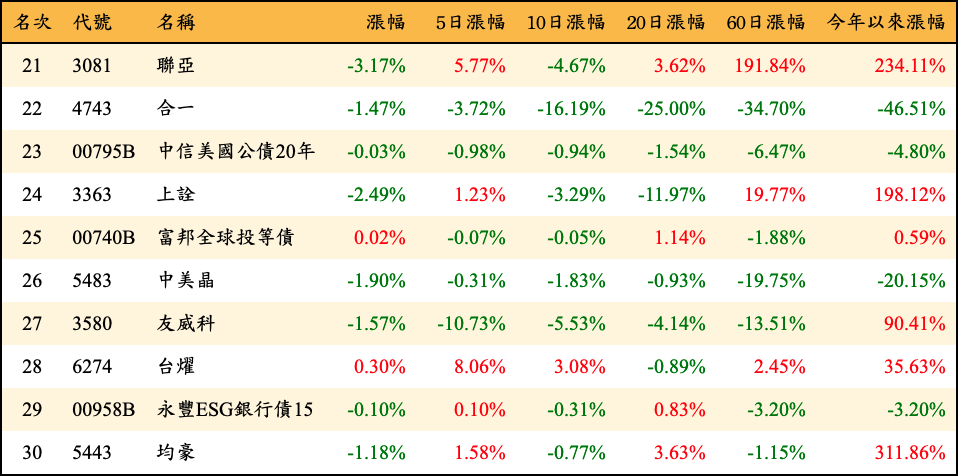 名次 代號 名稱 漲幅 5日漲幅 10日漲幅 20日漲幅 60日漲幅 今年以來漲幅
21 3081 聯亞 -3.17% 5.77% -4.67% 3.62% 191.84% 234.11%
22 4743 合一 -1.47% -3.72% -16.19% -25.00% -34.70% -46.51%
23 00795B 中信美國公債20年 -0.03% -0.98% -0.94% -1.54% -6.47% -4.80%
24 3363 上詮 -2.49% 1.23% -3.29% -11.97% 19.77% 198.12%
25 00740B 富邦全球投等債 0.02% -0.07% -0.05% 1.14% -1.88% 0.59%
26 5483 中美晶 -1.90% -0.31% -1.83% -0.93% -19.75% -20.15%
27 3580 友威科 -1.57% -10.73% -5.53% -4.14% -13.51% 90.41%
28 6274 台燿 0.30% 8.06% 3.08% -0.89% 2.45% 35.63%
29 00958B 永豐ESG銀行債15 -0.10% 0.10% -0.31% 0.83% -3.20% -3.20%
30 5443 均豪 -1.18% 1.58% -0.77% 3.63% -1.15% 311.86%